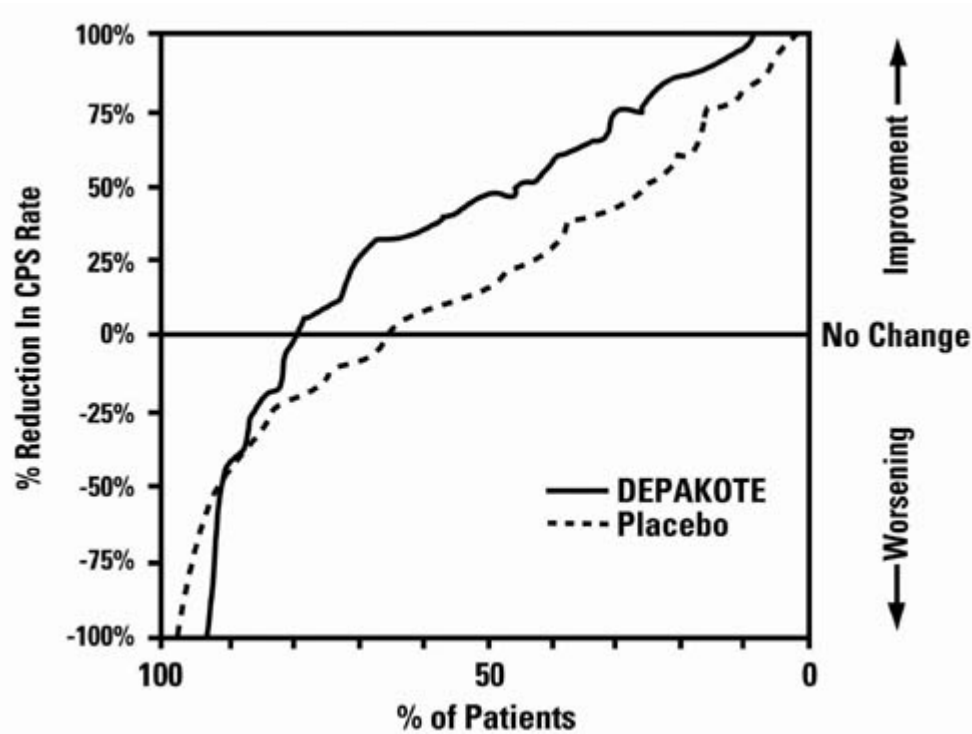 100%
75%
50%
25%
0%
-25%
-50%
-75%
-100%
% Reduction In CPS Rate
100
50
0
% of Patients
DEPAKOTE
Placebo
Improvement
No Change
Worsening